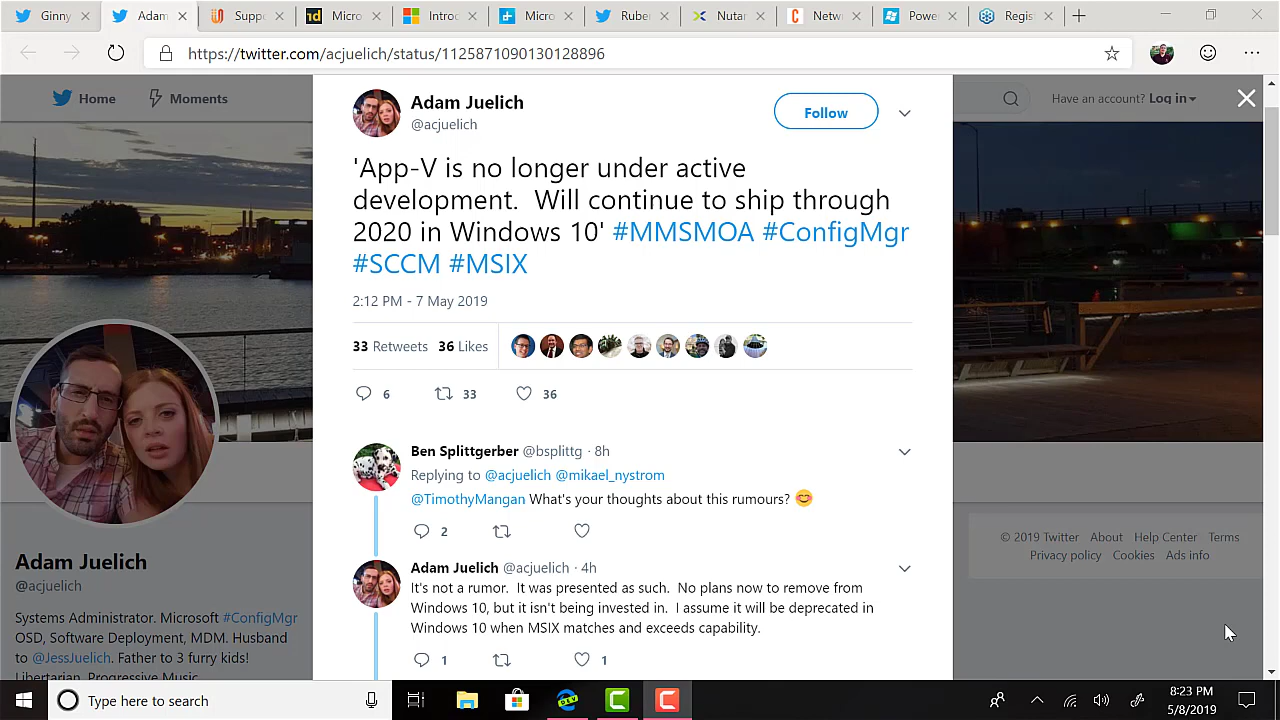 Ginny
Adam
Suppo
Micro
Introd
Micro
Rube
Nuta
Netw
Powe
Regis
https://twitter.com/acjuelich/status/1125871090130128896
Home
Moments
Have an account? Log in
Adam Juelich
@acjuelich
Follow
'App-V is no longer under active
development. Will continue to ship through
2020 in Windows 10' #MMSMOA #ConfigMgr
#SCCM #MSIX
2:12 PM - 7 May 2019
33 Retweets 36 Likes
6 33 36
Ben Splittgerber @bsplittg · 8h
Replying to @acjuelich @mikael_nystrom
@TimothyMangan What's your thoughts about this rumours? 😊
2
Adam Juelich @acjuelich · 4h
It's not a rumor. It was presented as such. No plans now to remove from
Windows 10, but it isn't being invested in. I assume it will be deprecated in
Windows 10 when MSIX matches and exceeds capability.
1 1
Adam Juelich
@acjuelich
Systems Administrator. Microsoft #ConfigMgr
OSD, Software Deployment, MDM. Husband
to @JessJuelich. Father to 3 furry kids!
Libertarian. Progressive Music
© 2019 Twitter About Help Center Terms
Privacy policy Cookies Ads info
Type here to search
8:23 PM
5/8/2019